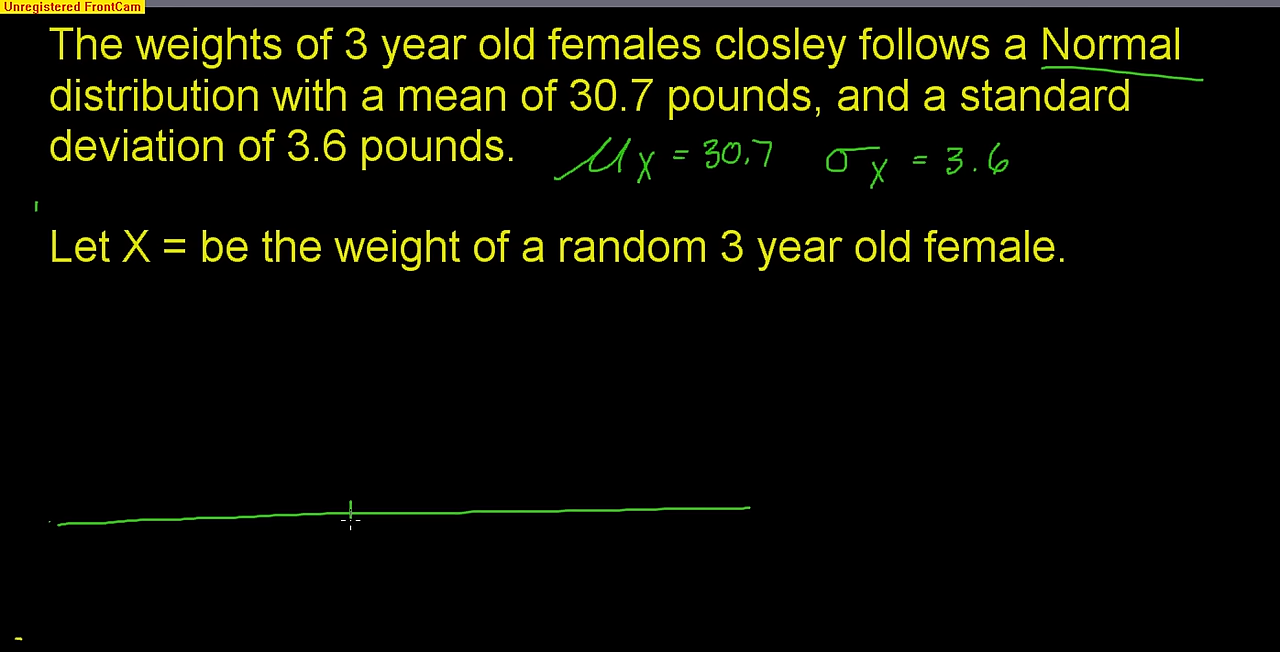 Unregistered FrontCam
The weights of 3 year old females closley follows a Normal
distribution with a mean of 30.7 pounds, and a standard
deviation of 3.6 pounds. μx = 30.7 σx = 3.6
Let X = be the weight of a random 3 year old female.